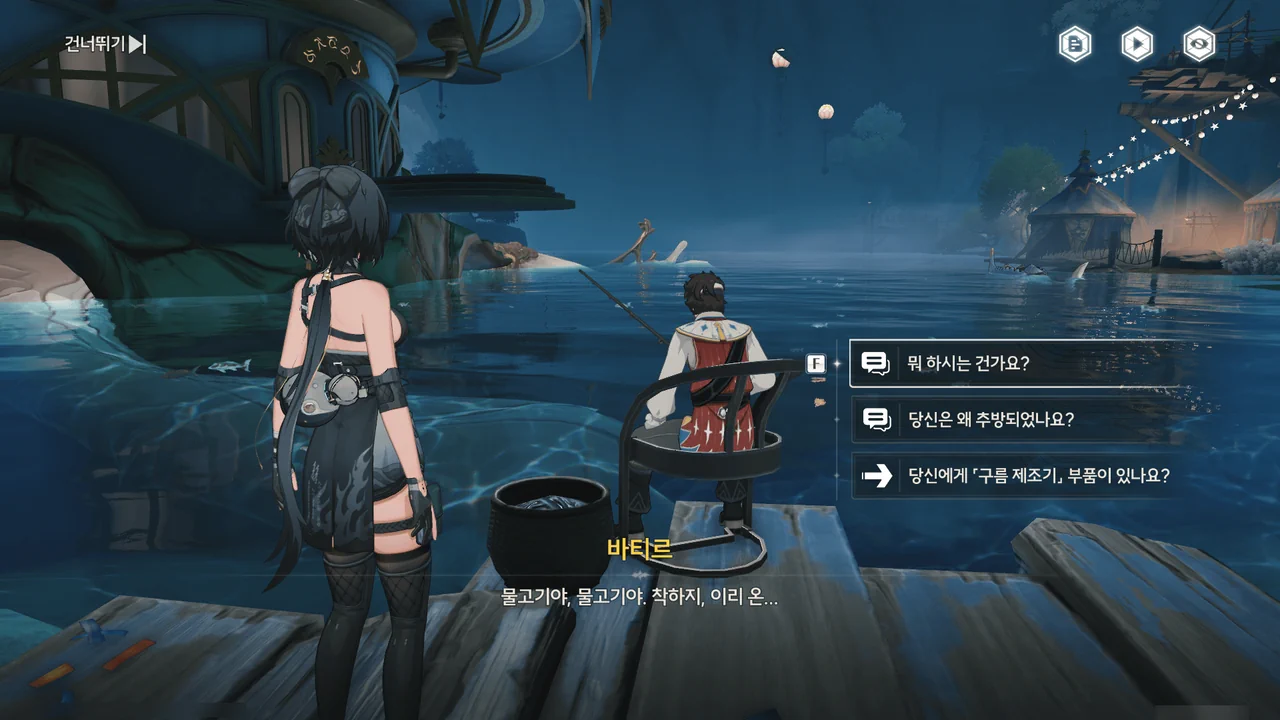 건너뛰기
F
뭐 하시는 건가요?
당신은 왜 추방되었나요?
당신에게 「구름 제조기」 부품이 있나요?
바티르
물고기야, 물고기야. 착하지, 이리 온...